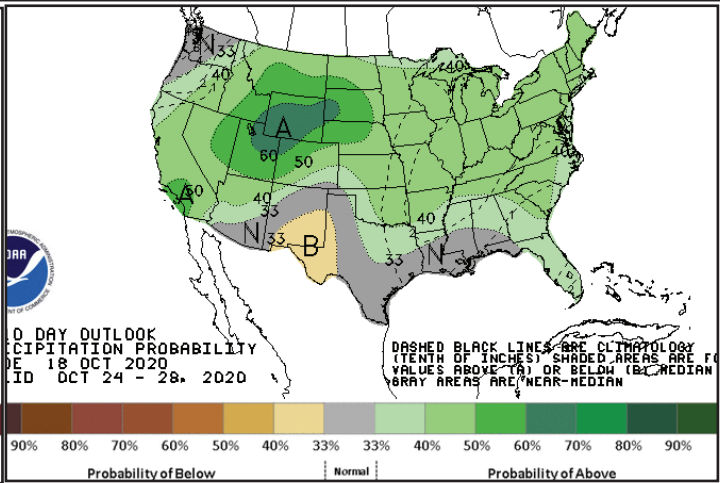 N 33
40
40
A
60 50
50
A
40
33
N 33 B
40
33 N
40
.0 DAY OUTLOOK
CIPITATION PROBABILITY
DE 18 OCT 2020
LID OCT 24 - 28, 2020
DASHED BLACK LINES ARE CLIMATOLOGY
(TENTH OF INCHES) SHADED AREAS ARE FO
VALUES ABOVE (A) OR BELOW (B) MEDIAN
GRAY AREAS ARE NEAR-MEDIAN
90% 80% 70% 60% 50% 40% 33% 33% 40% 50% 60% 70% 80% 90%
Probability of Below Normal Probability of Above